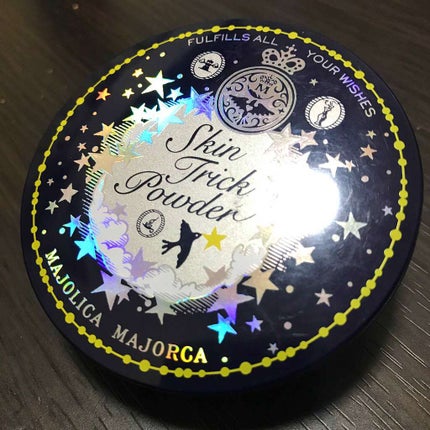 FULFILLS ALL YOUR WISHES
M
Skin
Trick
Powder
MAJOLICA MAJORCA